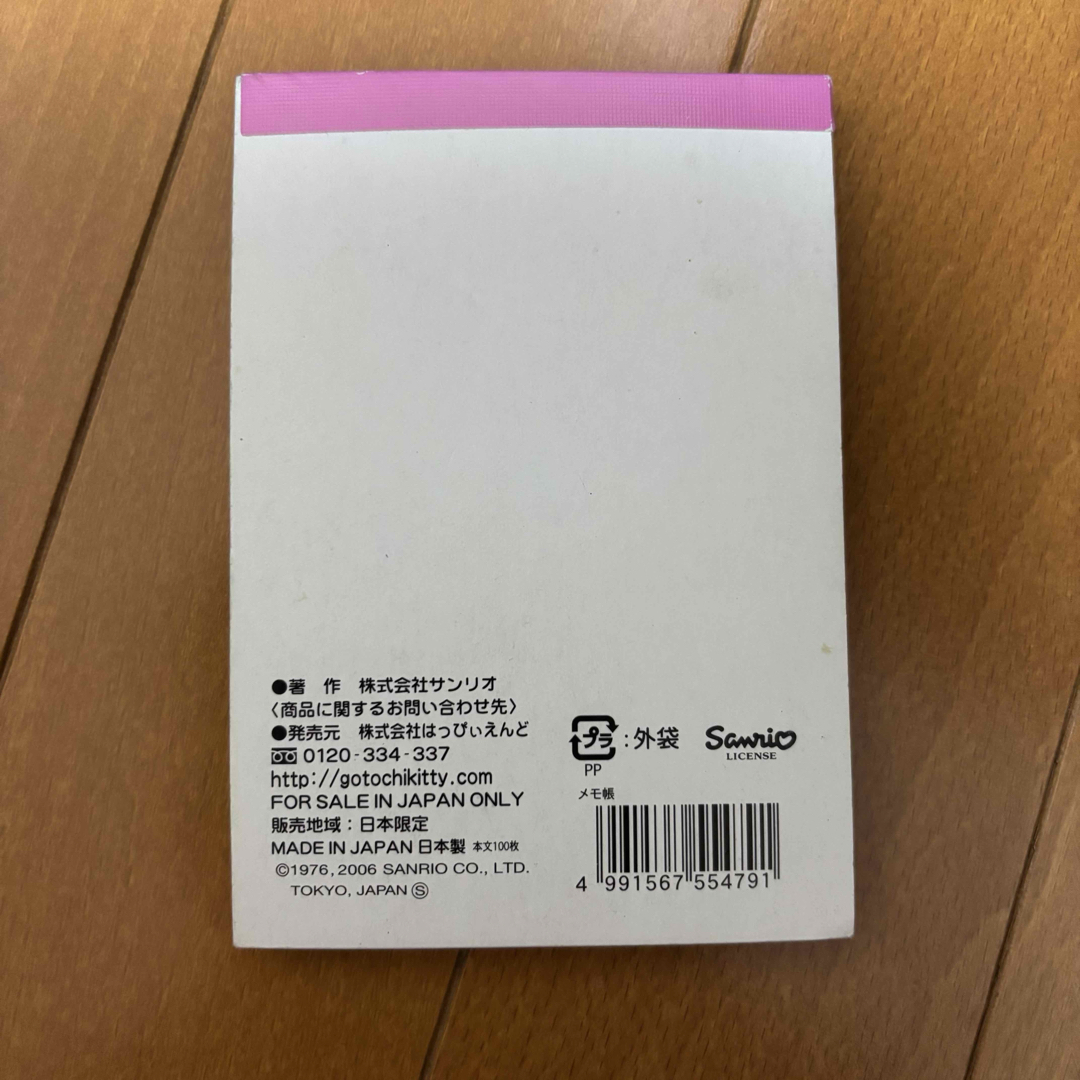 ●著　作　株式会社サンリオ
〈商品に関するお問い合わせ先〉
●発売元　株式会社はっぴぃえんど
0120-334-337
http://gotochikitty.com
FOR SALE IN JAPAN ONLY
販売地域：日本限定
MADE IN JAPAN 日本製 本文100枚
©1976, 2006 SANRIO CO., LTD.
TOKYO, JAPAN Ⓢ
プラ : 外袋
PP
Sanrio
LICENSE
メモ帳
4 991567 554791